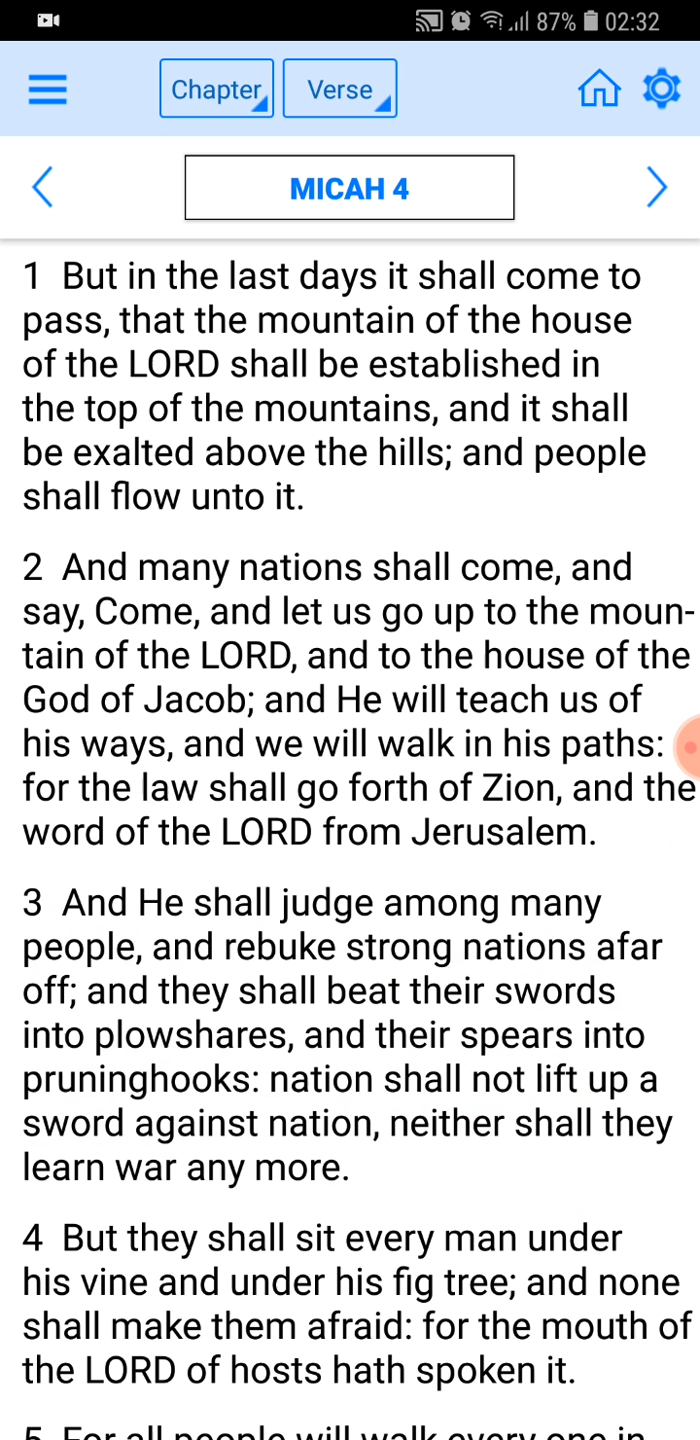 87% 02:32
Chapter Verse
MICAH 4
1 But in the last days it shall come to
pass, that the mountain of the house
of the LORD shall be established in
the top of the mountains, and it shall
be exalted above the hills; and people
shall flow unto it.
2 And many nations shall come, and
say, Come, and let us go up to the moun-
tain of the LORD, and to the house of the
God of Jacob; and He will teach us of
his ways, and we will walk in his paths:
for the law shall go forth of Zion, and the
word of the LORD from Jerusalem.
3 And He shall judge among many
people, and rebuke strong nations afar
off; and they shall beat their swords
into plowshares, and their spears into
pruninghooks: nation shall not lift up a
sword against nation, neither shall they
learn war any more.
4 But they shall sit every man under
his vine and under his fig tree; and none
shall make them afraid: for the mouth of
the LORD of hosts hath spoken it.
5 For all people will walk every one in